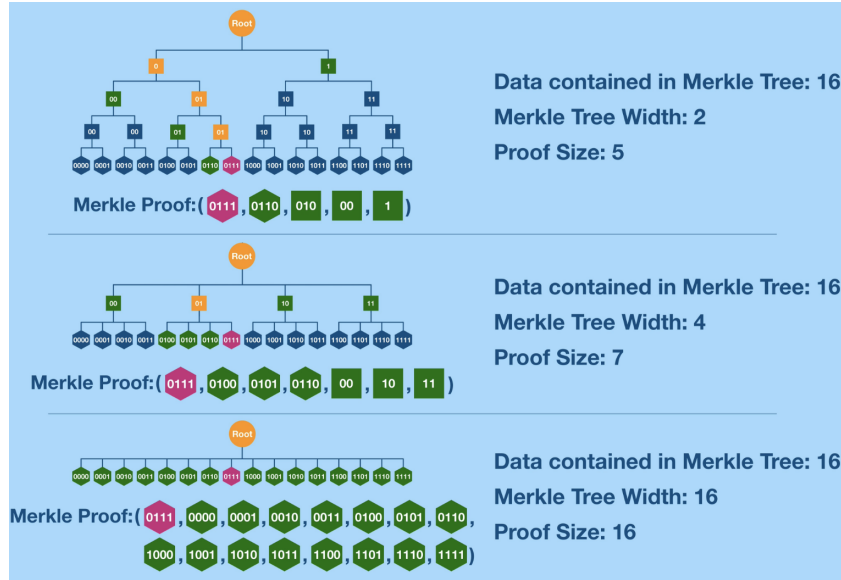 Root
0 1
00 01 10 11
00 00 01 01 10 10 11 11
0000 0001 0010 0011 0100 0101 0110 0111 1000 1001 1010 1011 1100 1101 1110 1111
Merkle Proof:(0111,0110,010,00,1)
Data contained in Merkle Tree: 16
Merkle Tree Width: 2
Proof Size: 5
Root
00 01 10 11
0000 0001 0010 0011 0100 0101 0110 0111 1000 1001 1010 1011 1100 1101 1110 1111
Merkle Proof:(0111,0100,0101,0110,00,10,11)
Data contained in Merkle Tree: 16
Merkle Tree Width: 4
Proof Size: 7
Root
0000 0001 0010 0011 0100 0101 0110 0111 1000 1001 1010 1011 1100 1101 1110 1111
Merkle Proof:(0111,0000,0001,0010,0011,0100,0101,0110,
1000,1001,1010,1011,1100,1101,1110,1111)
Data contained in Merkle Tree: 16
Merkle Tree Width: 16
Proof Size: 16